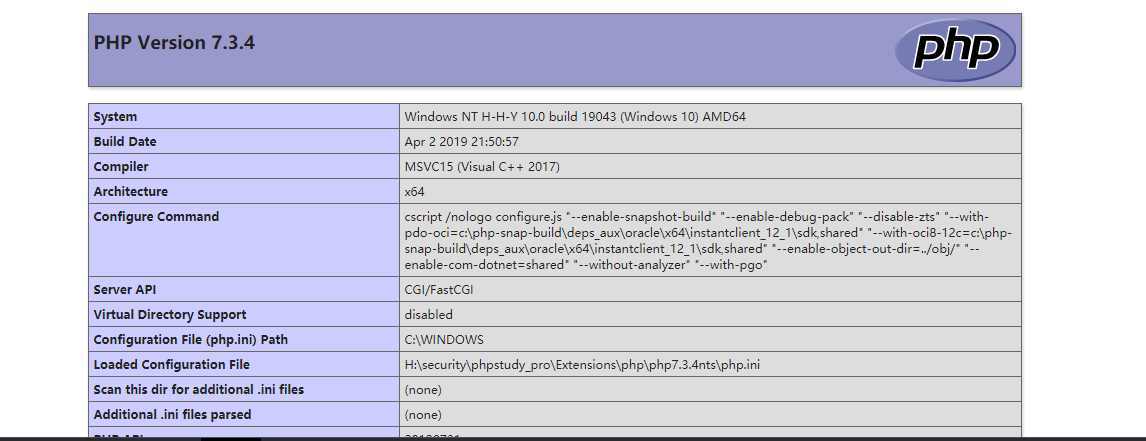 PHP Version 7.3.4
php
System Windows NT H-H-Y 10.0 build 19043 (Windows 10) AMD64
Build Date Apr 2 2019 21:50:57
Compiler MSVC15 (Visual C++ 2017)
Architecture x64
Configure Command cscript /nologo configure.js "--enable-snapshot-build" "--enable-debug-pack" "--disable-zts" "--with-
pdo-oci=c:\php-snap-build\deps_aux\oracle\x64\instantclient_12_1\sdk,shared" "--with-oci8-12c=c:\php-
snap-build\deps_aux\oracle\x64\instantclient_12_1\sdk,shared" "--enable-object-out-dir=../obj/" "--
enable-com-dotnet=shared" "--without-analyzer" "--with-pgo"
Server API CGI/FastCGI
Virtual Directory Support disabled
Configuration File (php.ini) Path C:\WINDOWS
Loaded Configuration File H:\security\phpstudy_pro\Extensions\php\php7.3.4nts\php.ini
Scan this dir for additional .ini files (none)
Additional .ini files parsed (none)